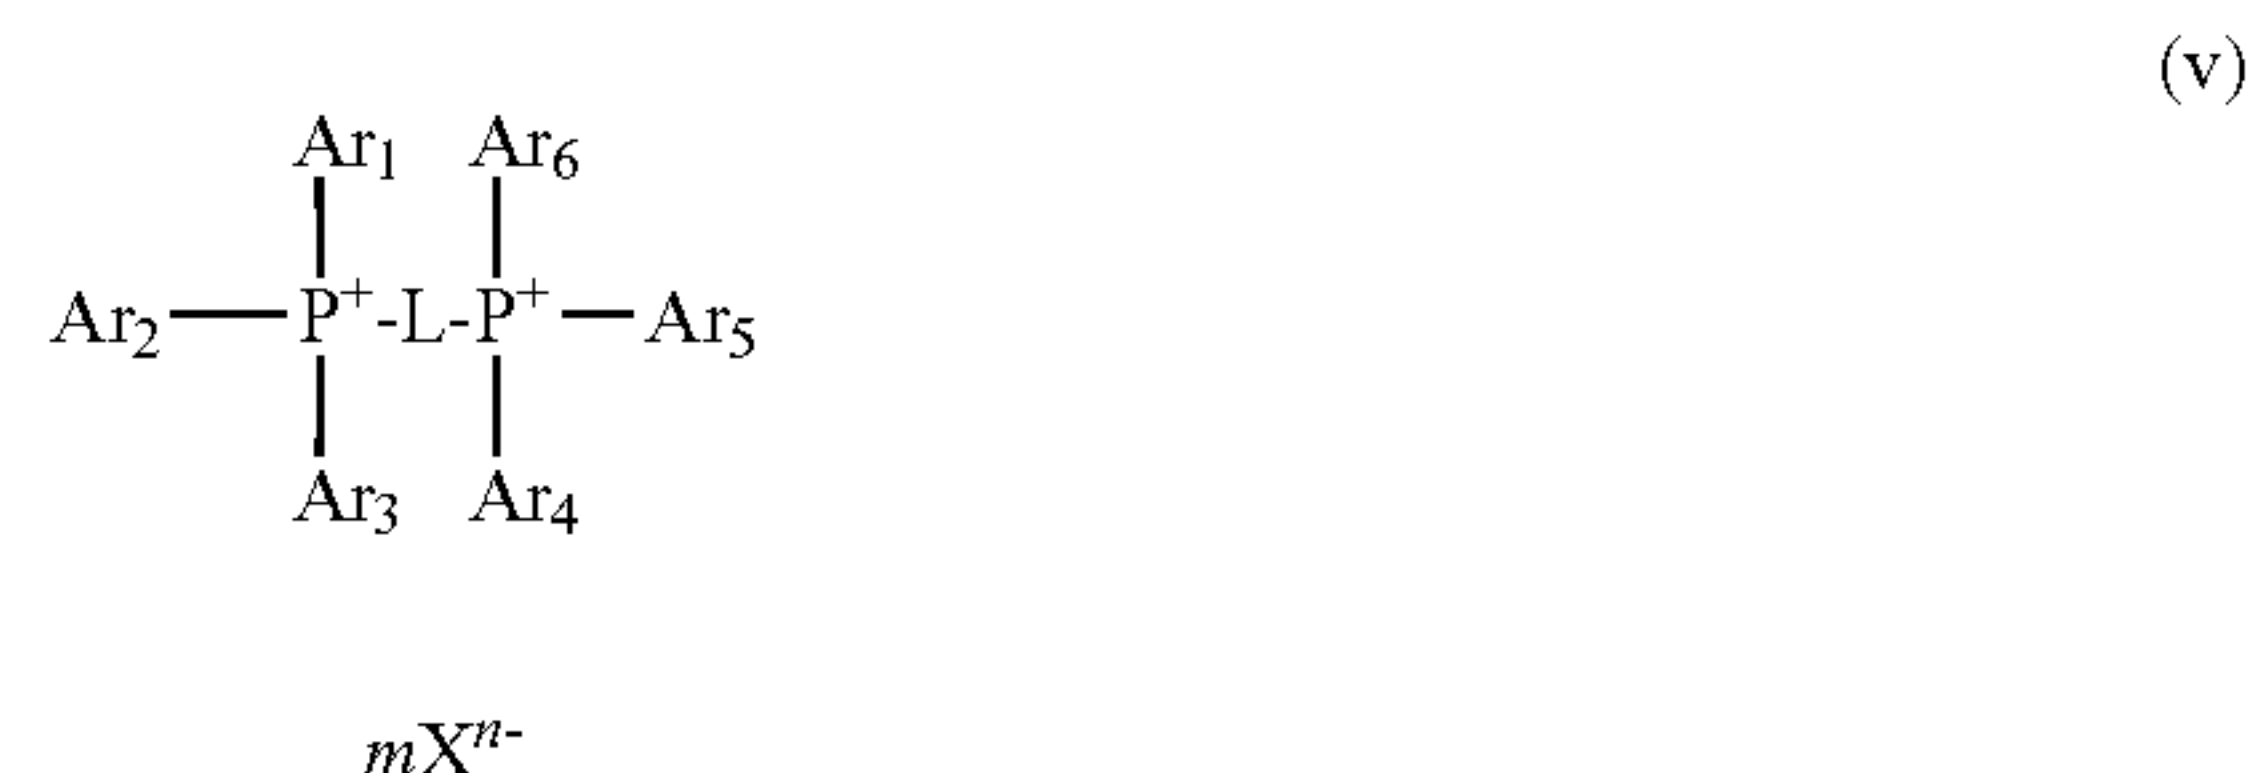 (v)
Ar₁ Ar₆
Ar₂ P⁺-L-P⁺ Ar₅
Ar₃ Ar₄
mXⁿ⁻